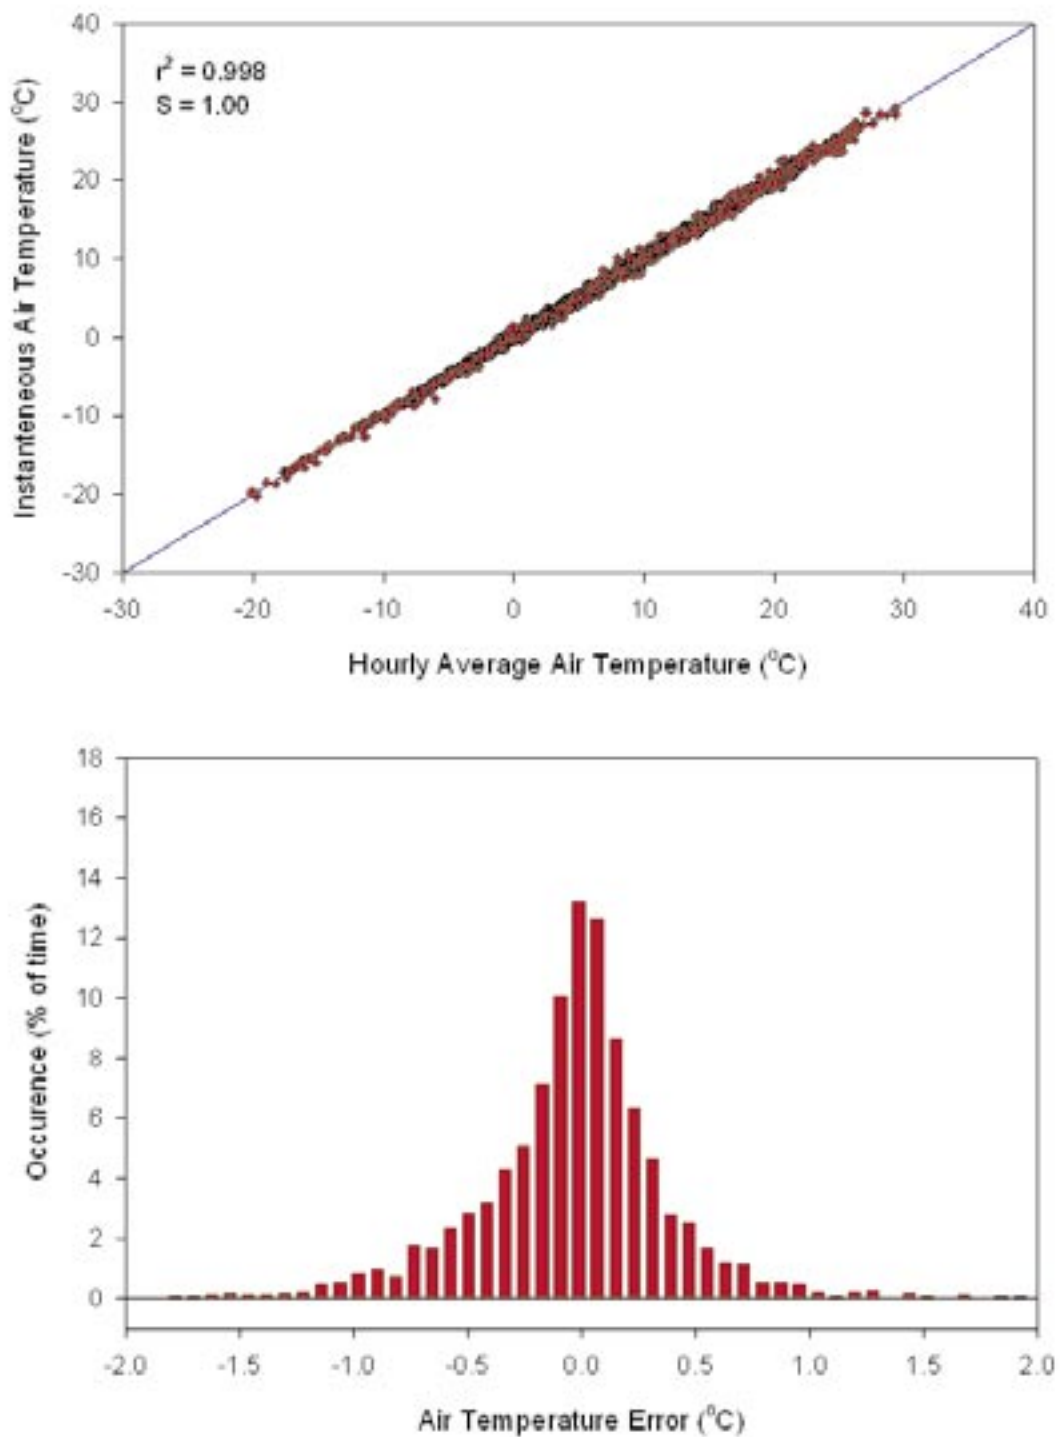 40
30
20
10
0
-10
-20
-30
r² = 0.998
S = 1.00
Instanteneous Air Temperature (°C)
-30 -20 -10 0 10 20 30 40
Hourly Average Air Temperature (°C)
18
16
14
12
10
8
6
4
2
0
Occurence (% of time)
-2.0 -1.5 -1.0 -0.5 0.0 0.5 1.0 1.5 2.0
Air Temperature Error (°C)